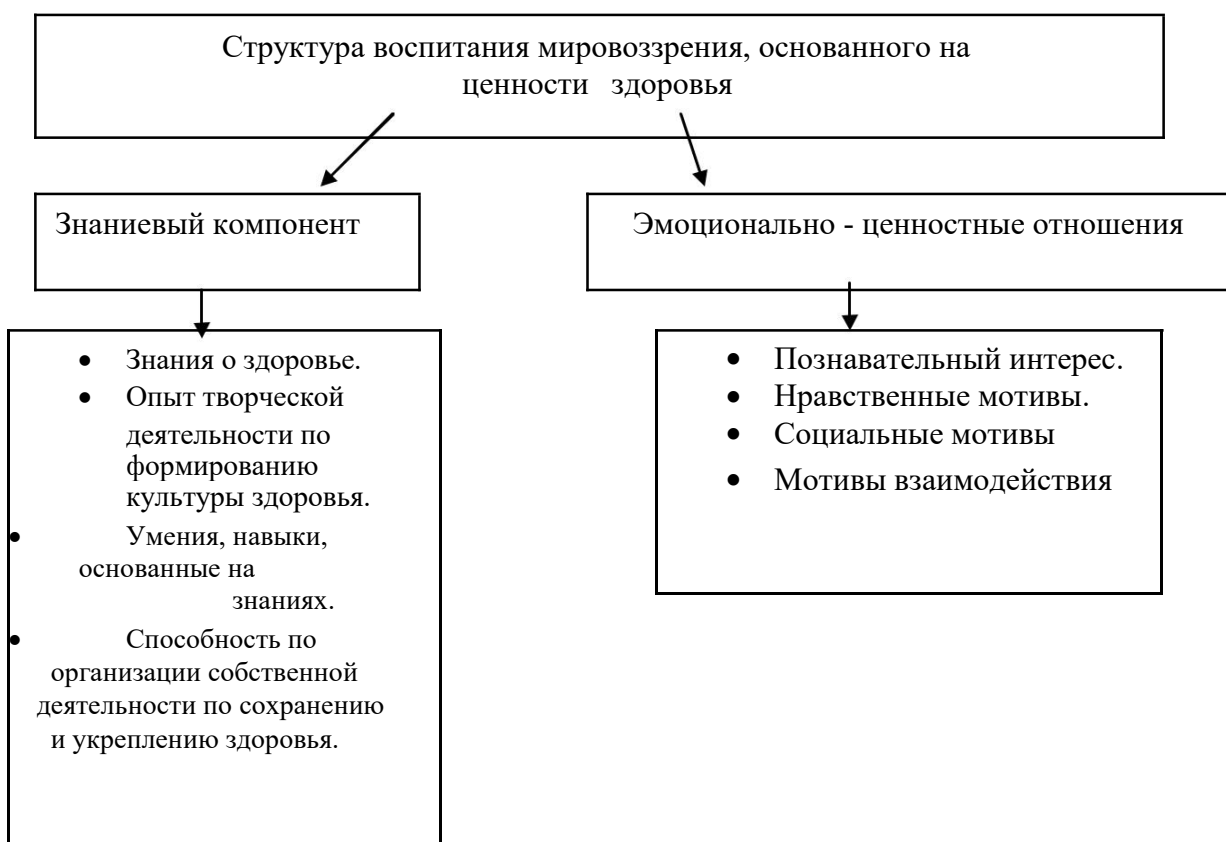 Структура воспитания мировоззрения, основанного на
ценности здоровья
Знаниевый компонент
Эмоционально - ценностные отношения
• Знания о здоровье.
• Опыт творческой
деятельности по
формированию
культуры здоровья.
• Умения, навыки,
основанные на
знаниях.
• Способность по
организации собственной
деятельности по сохранению
и укреплению здоровья.
• Познавательный интерес.
• Нравственные мотивы.
• Социальные мотивы
• Мотивы взаимодействия